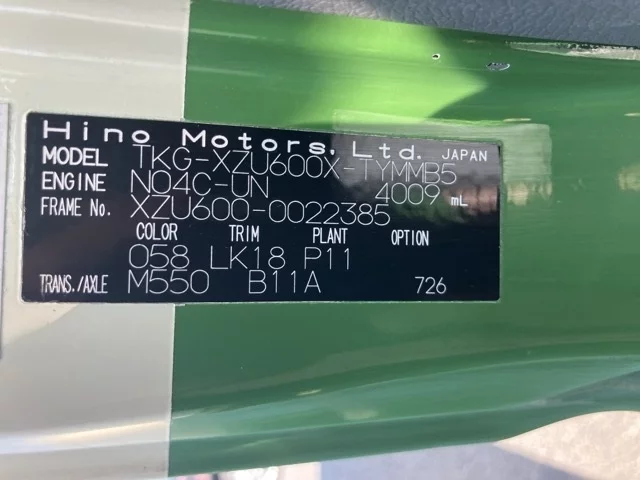 Hino Motors, Ltd. JAPAN
MODEL TKG-XZU600X-TYMMB5
ENGINE N04C-UN 4009 mL
FRAME No. XZU600-0022385
COLOR TRIM PLANT OPTION
058 LK18 P11
TRANS./AXLE M550 B11A 726